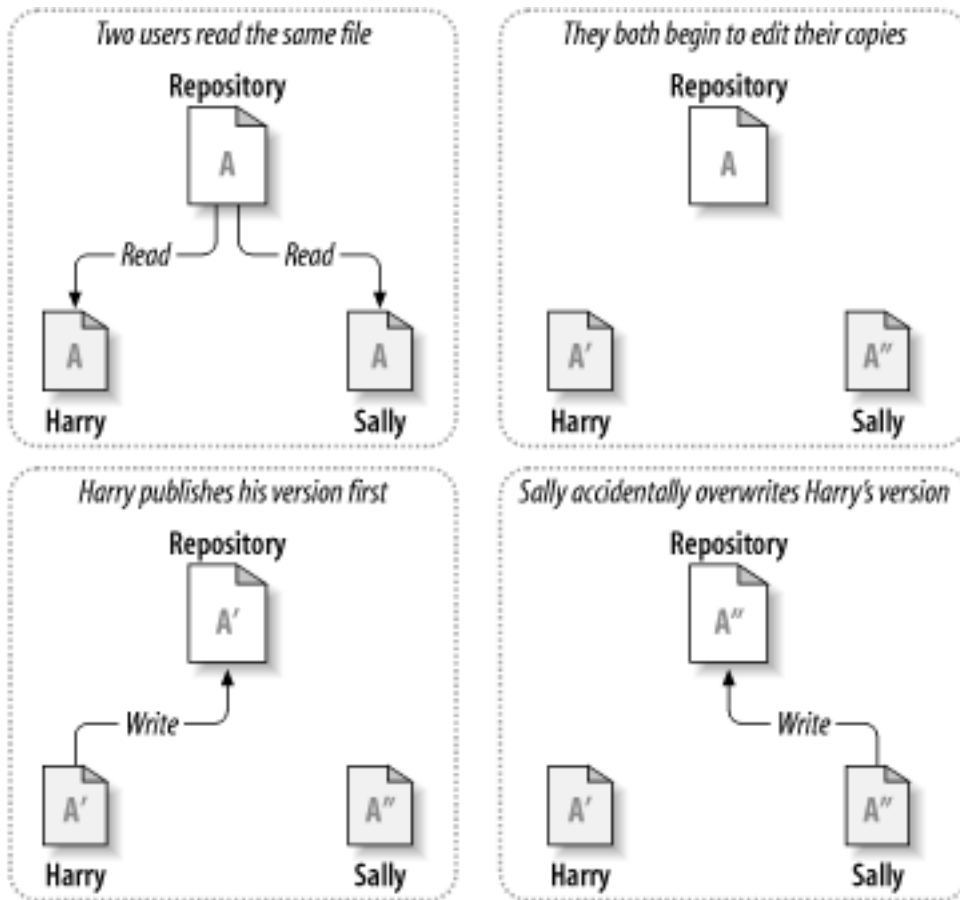 Two users read the same file
Repository
A
Read Read
A A
Harry Sally
They both begin to edit their copies
Repository
A
A′ A″
Harry Sally
Harry publishes his version first
Repository
A′
Write
A′ A″
Harry Sally
Sally accidentally overwrites Harry’s version
Repository
A″
Write
A′ A″
Harry Sally